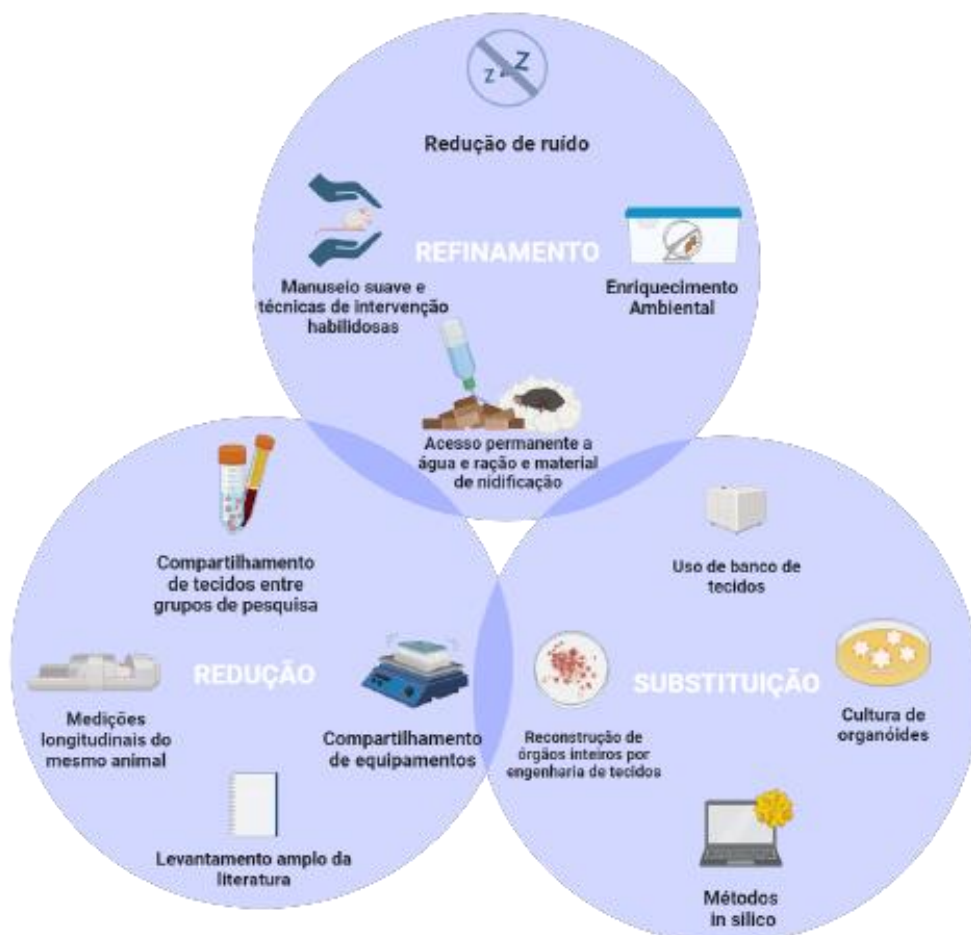 z z Z
Redução de ruído
REFINAMENTO
Manuseio suave e
técnicas de intervenção
habilidosas
Enriquecimento
Ambiental
Acesso permanente a
água e ração e material
de nidificação
Compartilhamento
de tecidos entre
grupos de pesquisa
REDUÇÃO
Medições
longitudinais do
mesmo animal
Compartilhamento
de equipamentos
Levantamento amplo da
literatura
Uso de banco de
tecidos
SUBSTITUIÇÃO
Reconstrução de
órgãos inteiros por
engenharia de tecidos
Cultura de
organóides
Métodos
in silico